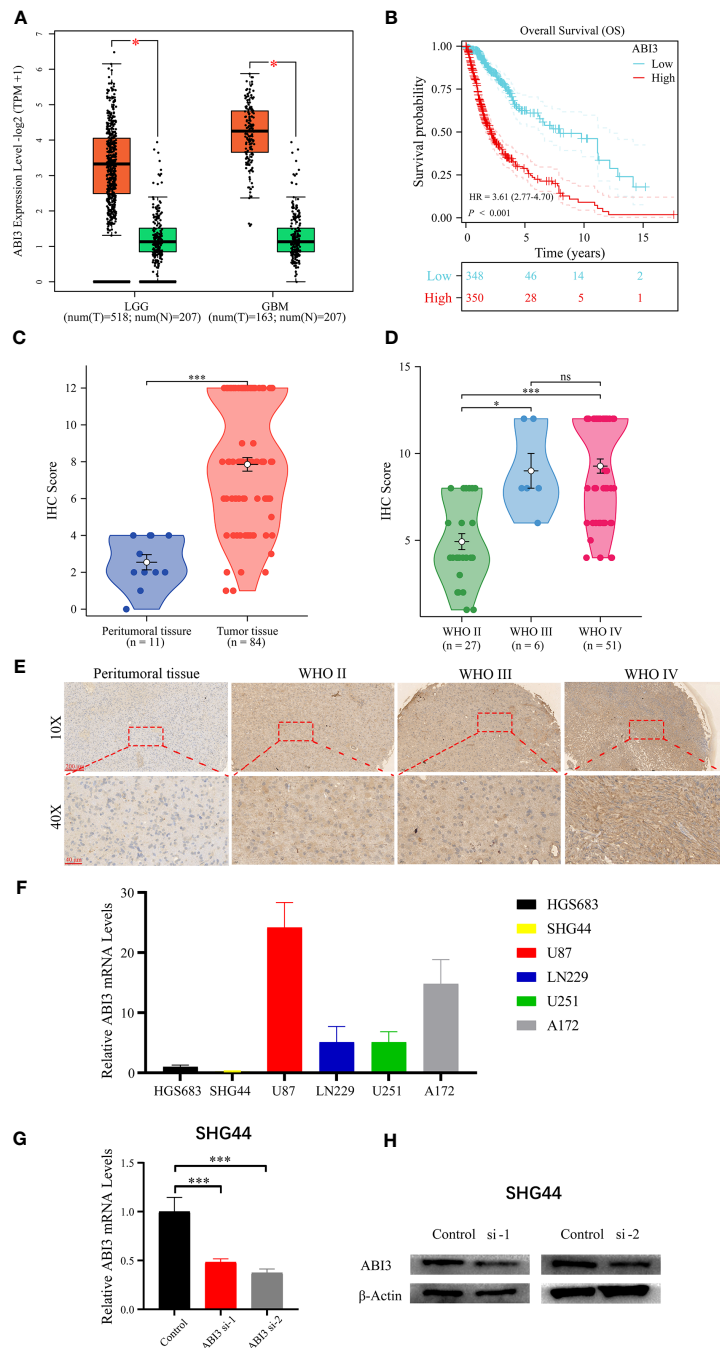 A
ABI3 Expression Level -log2 (TPM +1)
7
6
5
4
3
2
1
0
*
*
LGG
(num(T)=518; num(N)=207)
GBM
(num(T)=163; num(N)=207)
B
Overall Survival (OS)
ABI3
Low
High
Survival probability
1.00
0.75
0.50
0.25
0.00
HR = 3.61 (2.77-4.70)
P < 0.001
0 5 10 15
Time (years)
Low 348 46 14 2
High 350 28 5 1
C
IHC Score
12
10
8
6
4
2
0
***
Peritumoral tissure
(n = 11)
Tumor tissue
(n = 84)
D
IHC Score
15
10
5
ns
***
*
WHO II
(n = 27)
WHO III
(n = 6)
WHO IV
(n = 51)
E
Peritumoral tissue WHO II WHO III WHO IV
10X
200 μm
40X
40 μm
F
Relative ABI3 mRNA Levels
30
20
10
0
HGS683 SHG44 U87 LN229 U251 A172
HGS683
SHG44
U87
LN229
U251
A172
G
SHG44
Relative ABI3 mRNA Levels
1.5
1.0
0.5
0.0
***
***
Control
ABI3 si-1
ABI3 si-2
H
SHG44
Control si-1 Control si-2
ABI3
β-Actin